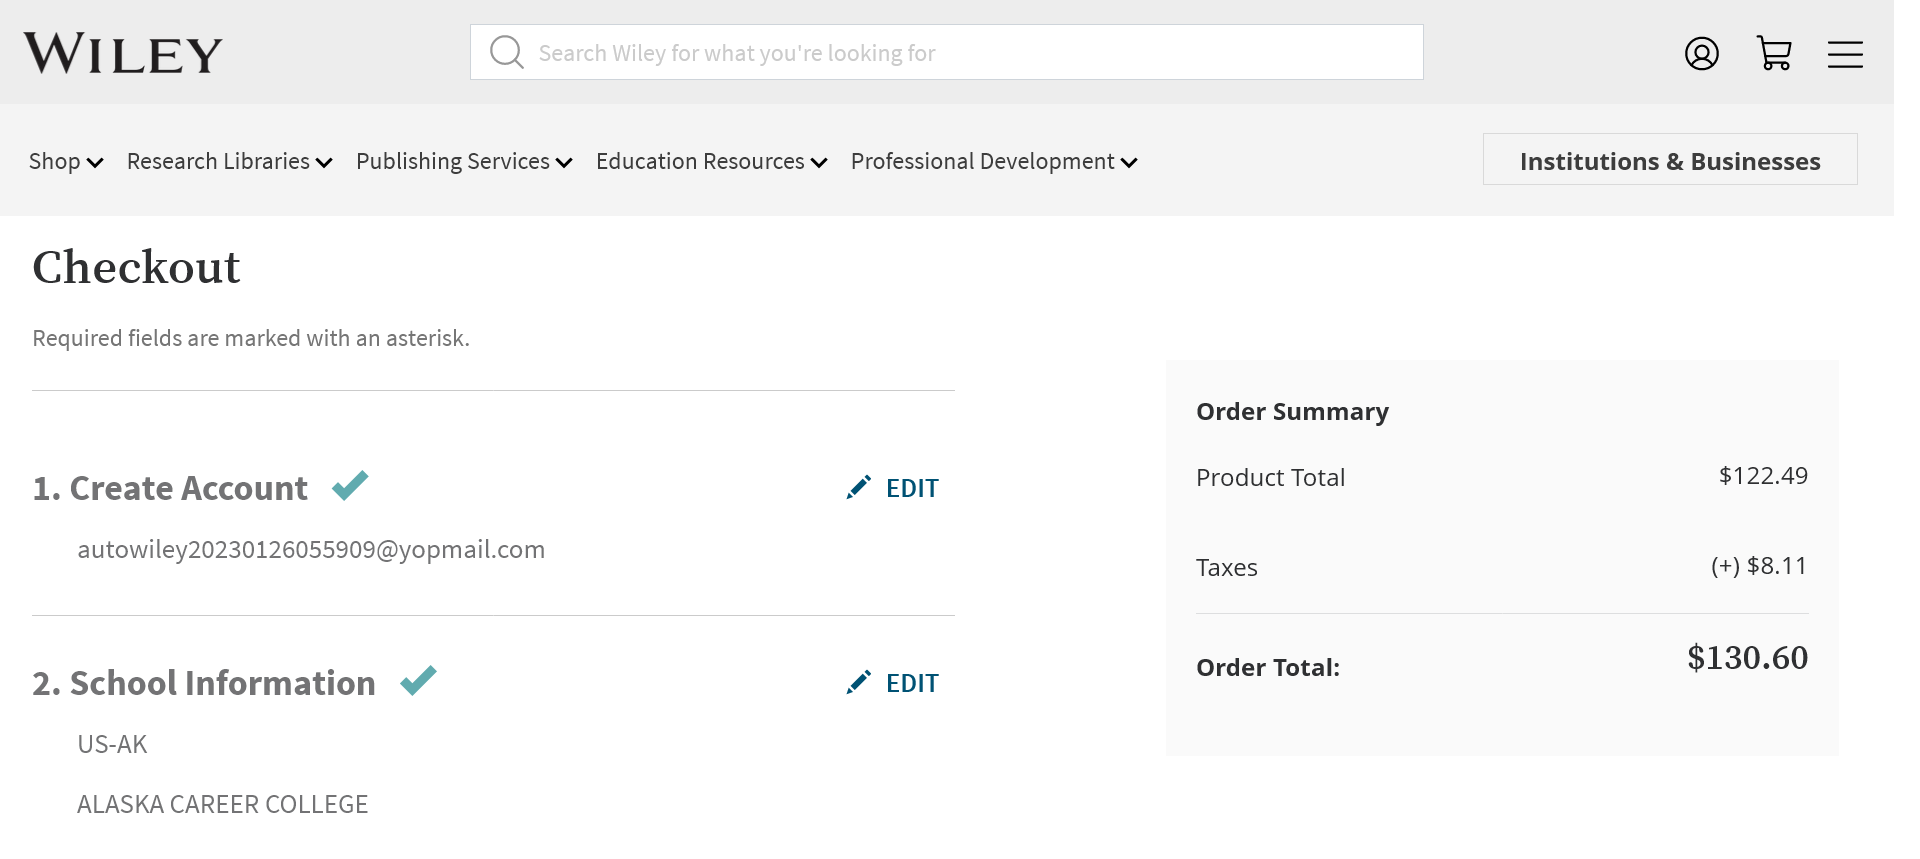 WILEY
Search Wiley for what you're looking for
Shop
Research Libraries
Publishing Services
Education Resources
Professional Development
Institutions & Businesses
Checkout
Required fields are marked with an asterisk.
1. Create Account
EDIT
autowiley20230126055909@yopmail.com
2. School Information
EDIT
US-AK
ALASKA CAREER COLLEGE
Order Summary
Product Total $122.49
Taxes (+) $8.11
Order Total: $130.60